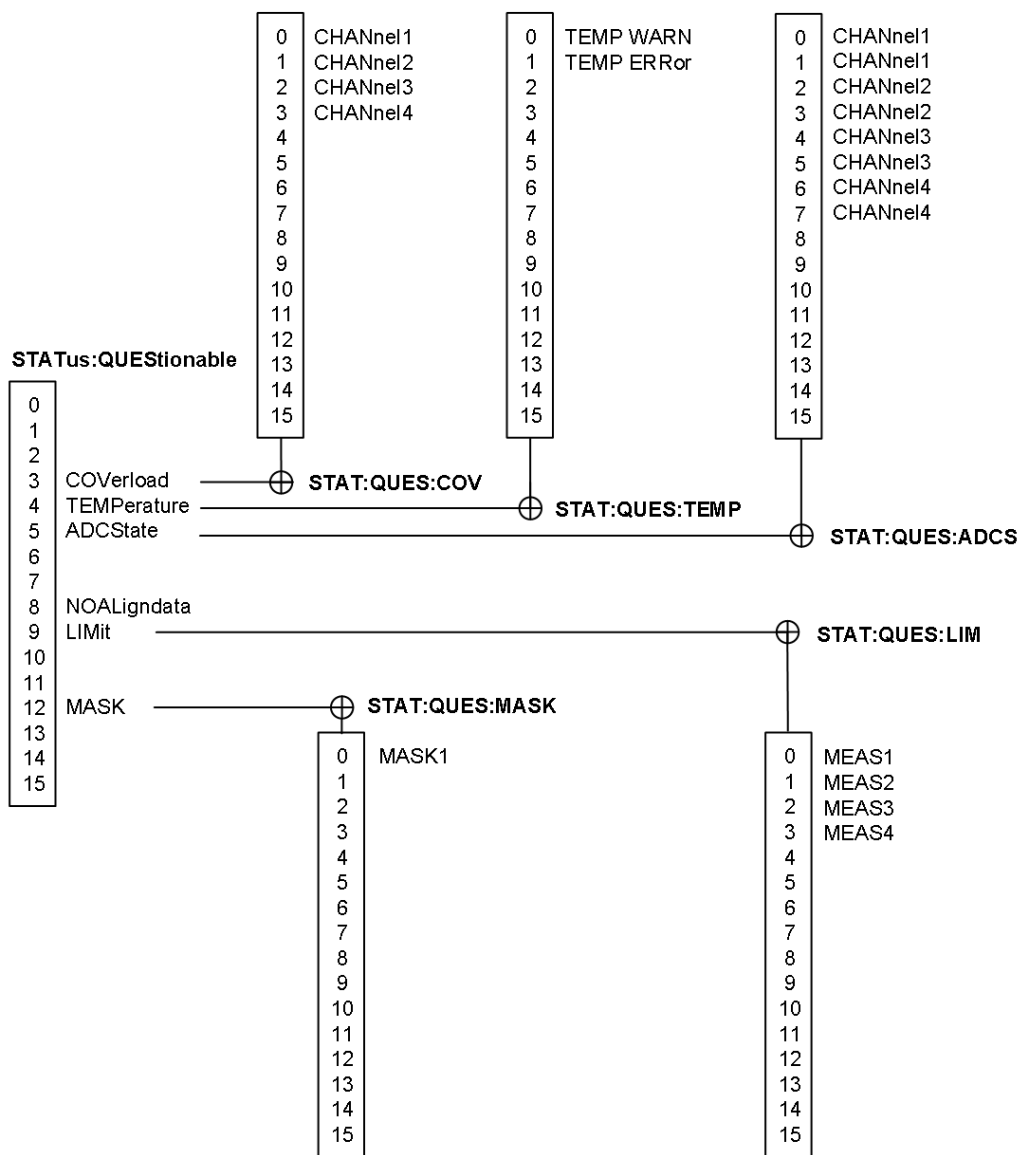 0 CHANnel1
1 CHANnel2
2 CHANnel3
3 CHANnel4
4
5
6
7
8
9
10
11
12
13
14
15
0 TEMP WARN
1 TEMP ERRor
2
3
4
5
6
7
8
9
10
11
12
13
14
15
0 CHANnel1
1 CHANnel1
2 CHANnel2
3 CHANnel2
4 CHANnel3
5 CHANnel3
6 CHANnel4
7 CHANnel4
8
9
10
11
12
13
14
15
STATus:QUEStionable
0
1
2
3 COVerload
4 TEMPerature
5 ADCState
6
7
8 NOALigndata
9 LIMit
10
11
12 MASK
13
14
15
STAT:QUES:COV
STAT:QUES:TEMP
STAT:QUES:ADCS
STAT:QUES:LIM
STAT:QUES:MASK
0 MASK1
1
2
3
4
5
6
7
8
9
10
11
12
13
14
15
0 MEAS1
1 MEAS2
2 MEAS3
3 MEAS4
4
5
6
7
8
9
10
11
12
13
14
15